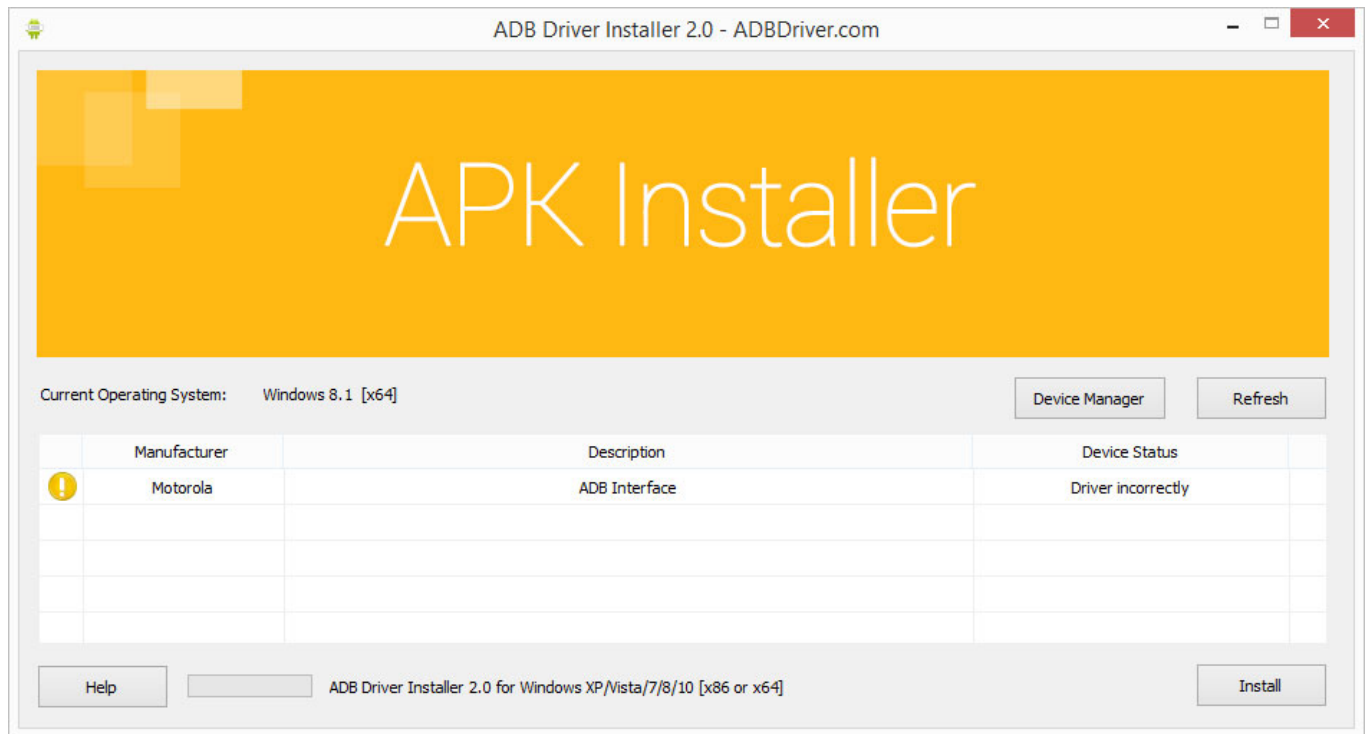 ADB Driver Installer 2.0 - ADBDriver.com
APK Installer
Current Operating System: Windows 8.1 [x64]
Device Manager
Refresh
Manufacturer Description Device Status
Motorola ADB Interface Driver incorrectly
Help
ADB Driver Installer 2.0 for Windows XP/Vista/7/8/10 [x86 or x64]
Install